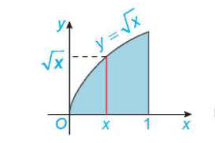 y
y = √x
√x
O x 1 x